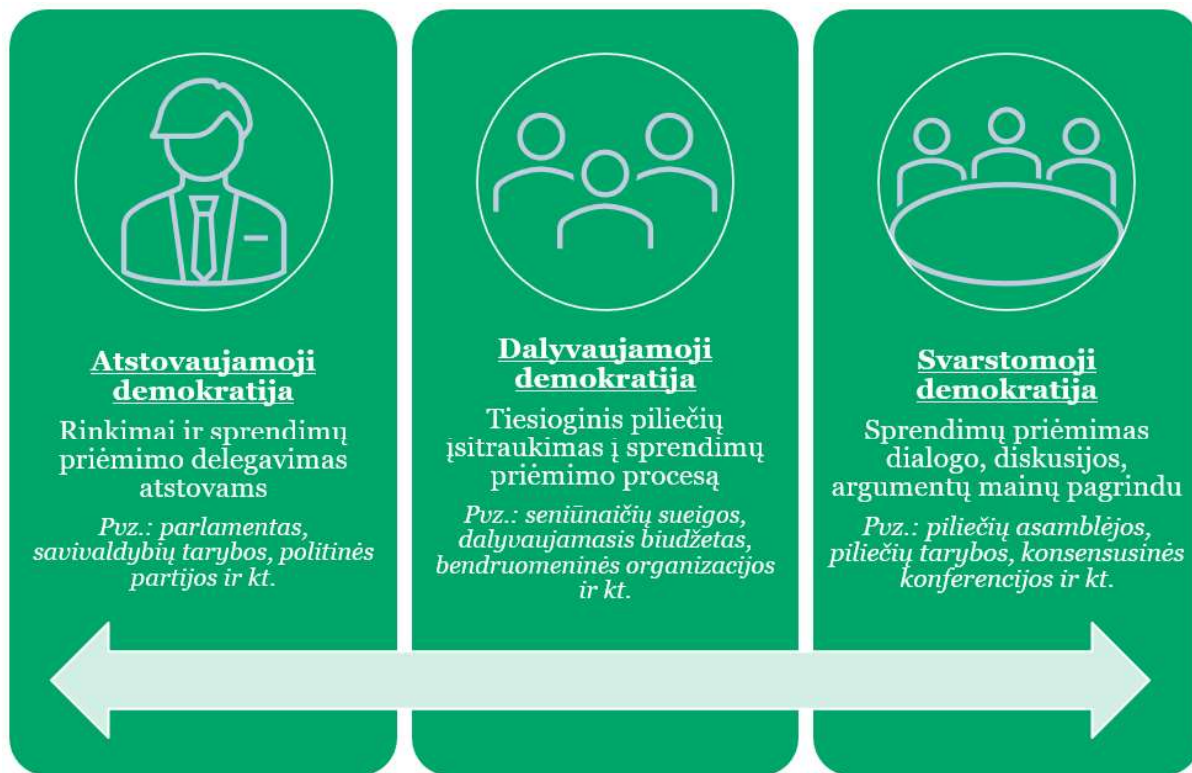 Atstovaujamoji
demokratija
Rinkimai ir sprendimų
priėmimo delegavimas
atstovams
Pvz.: parlamentas,
savivaldybių tarybos, politinės
partijos ir kt.
Dalyvaujamoji
demokratija
Tiesioginis piliečių
įsitraukimas į sprendimų
priėmimo procesą
Pvz.: seniūnaičių sueigos,
dalyvaujamasis biudžetas,
bendruomeninės organizacijos
ir kt.
Svarstomoji
demokratija
Sprendimų priėmimas
dialogo, diskusijos,
argumentų mainų pagrindu
Pvz.: piliečių asamblėjos,
piliečių tarybos, konsensusinės
konferencijos ir kt.